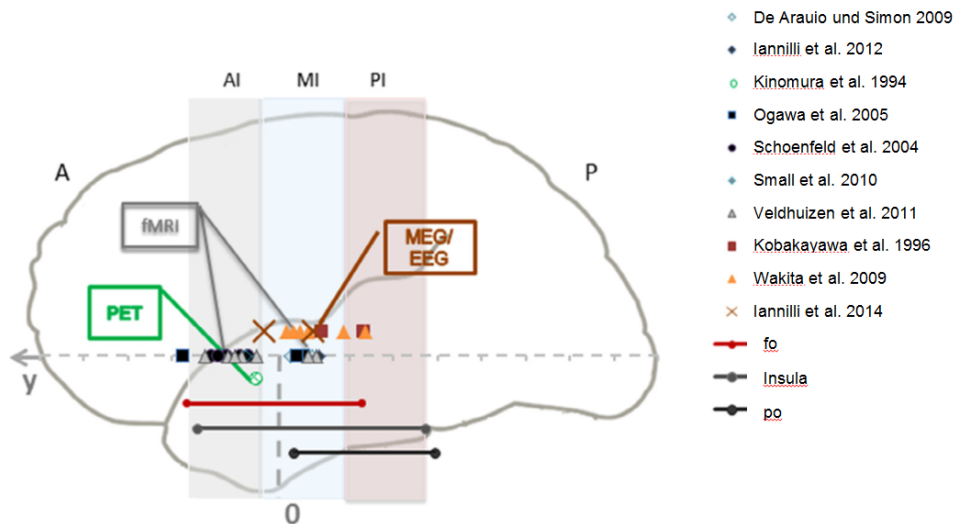 AI MI PI
A
P
fMRI
MEG/
EEG
PET
y
0
De Arauio und Simon 2009
Iannilli et al. 2012
Kinomura et al. 1994
Ogawa et al. 2005
Schoenfeld et al. 2004
Small et al. 2010
Veldhuizen et al. 2011
Kobakayawa et al. 1996
Wakita et al. 2009
Iannilli et al. 2014
fo
Insula
po